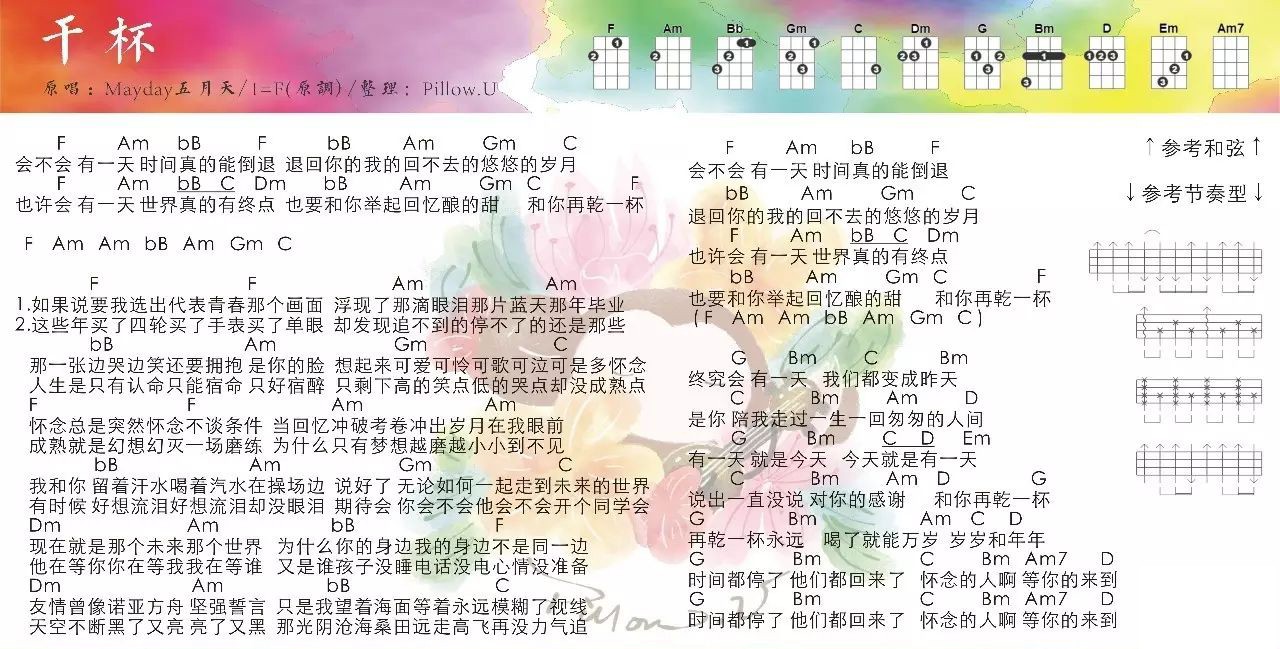 干杯
原唱：Mayday五月天/1=F(原調)/整理：Pillow.U
F Am Bb Gm C Dm G Bm D Em Am7
F Am bB F bB Am Gm C
会不会 有一天 时间真的能倒退 退回你的我的回不去的悠悠的岁月
F Am bB C Dm bB Am Gm C F
也许会 有一天 世界真的有终点 也要和你举起回忆酿的甜 和你再乾一杯
F Am Am bB Am Gm C
F F Am Am
1.如果说要我选出代表青春那个画面 浮现了那滴眼泪那片蓝天那年毕业
2.这些年买了四轮买了手表买了单眼 却发现追不到的停不了的还是那些
bB Am Gm C
那一张边哭边笑还要拥抱 是你的脸 想起来可爱可怜可歌可泣可是多怀念
人生是只有认命只能宿命 只好宿醉 只剩下高的笑点低的哭点却没成熟点
F F Am Am
怀念总是突然怀念不谈条件 当回忆冲破考卷冲出岁月在我眼前
成熟就是幻想幻灭一场磨练 为什么只有梦想越磨越小小到不见
bB Am Gm C
我和你 留着汗水喝着汽水在操场边 说好了 无论如何一起走到未来的世界
有时候 好想流泪好想流泪却没眼泪 期待会 你会不会他会不会开个同学会
Dm Am bB F
现在就是那个未来那个世界 为什么你的身边我的身边不是同一边
他在等你你在等我我在等谁 又是谁孩子没睡电话没电心情没准备
Dm Am bB C
友情曾像诺亚方舟 坚强誓言 只是我望着海面等着永远模糊了视线
天空不断黑了又亮 亮了又黑 那光阴沧海桑田远走高飞再没力气追
F Am bB F
会不会 有一天 时间真的能倒退
bB Am Gm C
退回你的我的回不去的悠悠的岁月
F Am bB C Dm
也许会 有一天 世界真的有终点
bB Am Gm C F
也要和你举起回忆酿的甜 和你再乾一杯
(F Am Am bB Am Gm C)
G Bm C Bm
终究会 有一天 我们都变成昨天
C Bm Am D
是你 陪我走过一生一回匆匆的人间
G Bm C D Em
有一天 就是今天 今天就是有一天
C Bm Am D G
说出一直没说 对你的感谢 和你再乾一杯
G Bm Am C D
再乾一杯永远 喝了就能万岁 岁岁和年年
G Bm C Bm Am7 D
时间都停了 他们都回来了 怀念的人啊 等你的来到
G Bm C Bm Am7 D
时间都停了 他们都回来了 怀念的人啊 等你的来到
↑参考和弦↑
↓参考节奏型↓